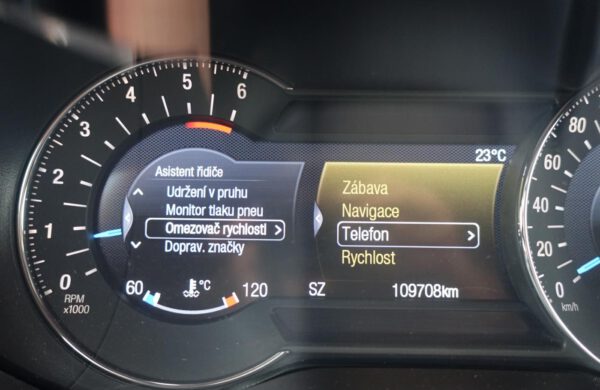 6
5
4
3
2
1
0
RPM
x1000
Asistent řidiče
Udržení v pruhu
Monitor tlaku pneu
Omezovač rychlosti >
Doprav. značky
60 °C 120
23°C
Zábava
Navigace
Telefon >
Rychlost
SZ 109708km
80
60
40
20
0
km/h